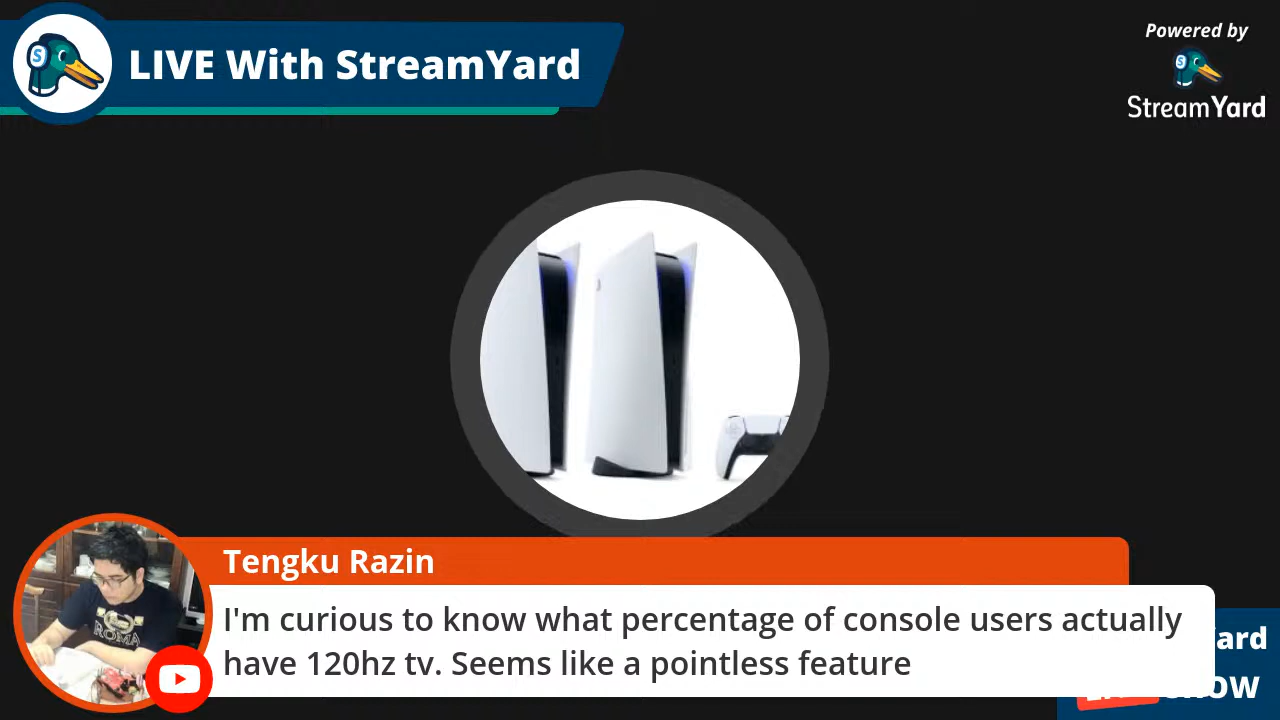 LIVE With StreamYard
Powered by
StreamYard
Tengku Razin
I'm curious to know what percentage of console users actually
have 120hz tv. Seems like a pointless feature
ROMA